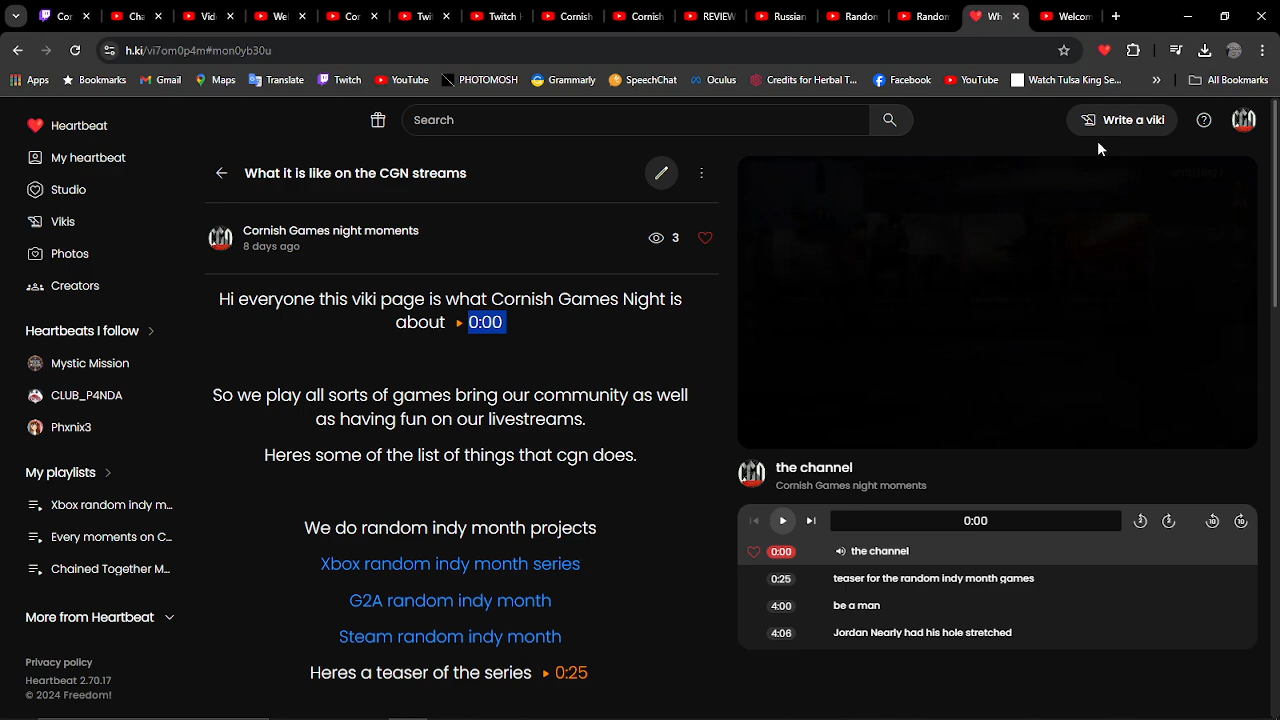 Cor
Cha
Vid
Wel
Cor
Twi
Twitch
Cornish
Cornish
REVIEW
Russian
Random
Random
Wh
Welcom
h.ki/vi7om0p4m#mon0yb30u
Apps
Bookmarks
Gmail
Maps
Translate
Twitch
YouTube
PHOTOMOSH
Grammarly
SpeechChat
Oculus
Credits for Herbal T...
Facebook
YouTube
Watch Tulsa King Se...
»
All Bookmarks
Heartbeat
My heartbeat
Studio
Vikis
Photos
Creators
Heartbeats I follow
Mystic Mission
CLUB_P4NDA
Phxnix3
My playlists
Xbox random indy m...
Every moments on C...
Chained Together M...
More from Heartbeat
Privacy policy
Heartbeat 2.70.17
© 2024 Freedom!
Search
Write a viki
What it is like on the CGN streams
Cornish Games night moments
8 days ago
3
Hi everyone this viki page is what Cornish Games Night is
about 0:00
So we play all sorts of games bring our community as well
as having fun on our livestreams.
Heres some of the list of things that cgn does.
We do random indy month projects
Xbox random indy month series
G2A random indy month
Steam random indy month
Heres a teaser of the series 0:25
the channel
Cornish Games night moments
0:00
0:00 the channel
0:25 teaser for the random indy month games
4:00 be a man
4:06 Jordan Nearly had his hole stretched